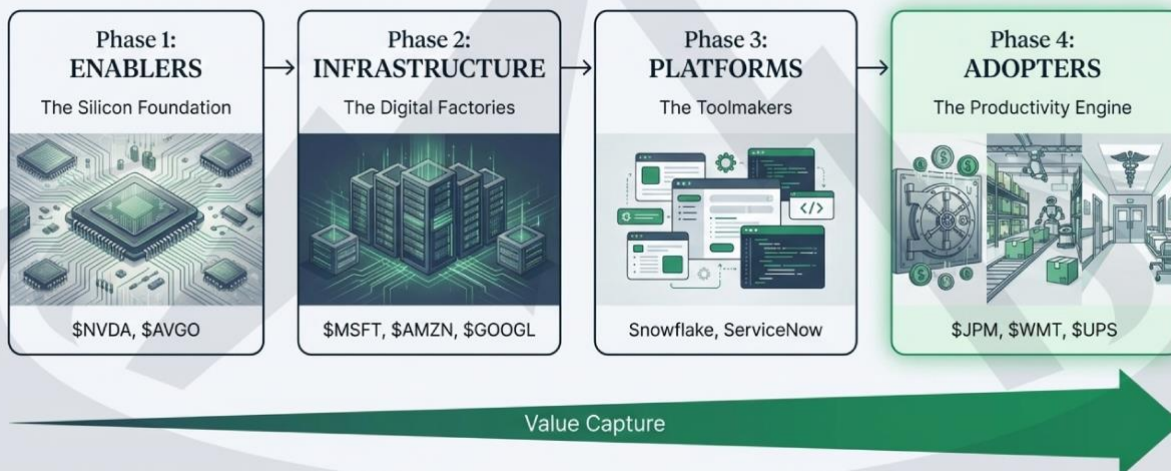 Phase 1:
ENABLERS
The Silicon Foundation
$NVDA, $AVGO
Phase 2:
INFRASTRUCTURE
The Digital Factories
$MSFT, $AMZN, $GOOGL
Phase 3:
PLATFORMS
The Toolmakers
</>
Snowflake, ServiceNow
Phase 4:
ADOPTERS
The Productivity Engine
$JPM, $WMT, $UPS
Value Capture